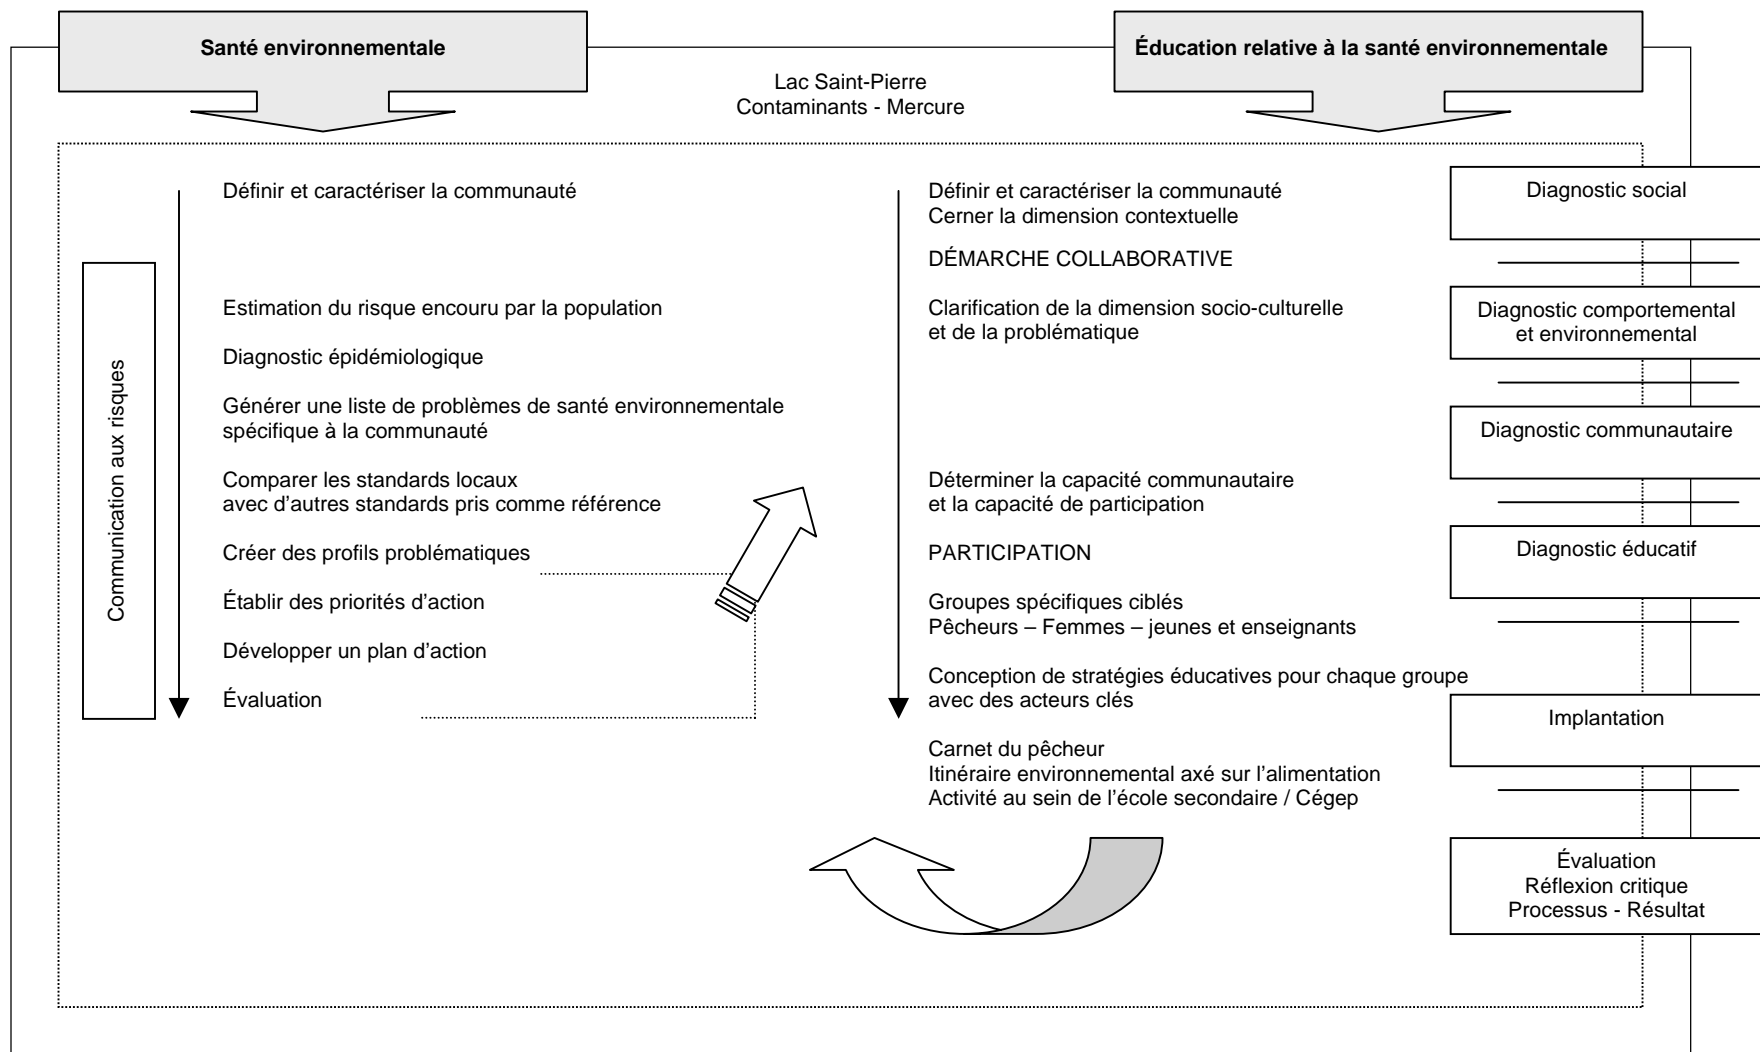 Santé environnementale
Éducation relative à la santé environnementale
Lac Saint-Pierre
Contaminants - Mercure
Communication aux risques
Définir et caractériser la communauté
Estimation du risque encouru par la population
Diagnostic épidémiologique
Générer une liste de problèmes de santé environnementale
spécifique à la communauté
Comparer les standards locaux
avec d'autres standards pris comme référence
Créer des profils problématiques
Établir des priorités d'action
Développer un plan d'action
Évaluation
Définir et caractériser la communauté
Cerner la dimension contextuelle
DÉMARCHE COLLABORATIVE
Clarification de la dimension socio-culturelle
et de la problématique
Déterminer la capacité communautaire
et la capacité de participation
PARTICIPATION
Groupes spécifiques ciblés
Pêcheurs – Femmes – jeunes et enseignants
Conception de stratégies éducatives pour chaque groupe
avec des acteurs clés
Carnet du pêcheur
Itinéraire environnemental axé sur l'alimentation
Activité au sein de l'école secondaire / Cégep
Diagnostic social
Diagnostic comportemental
et environnemental
Diagnostic communautaire
Diagnostic éducatif
Implantation
Évaluation
Réflexion critique
Processus - Résultat